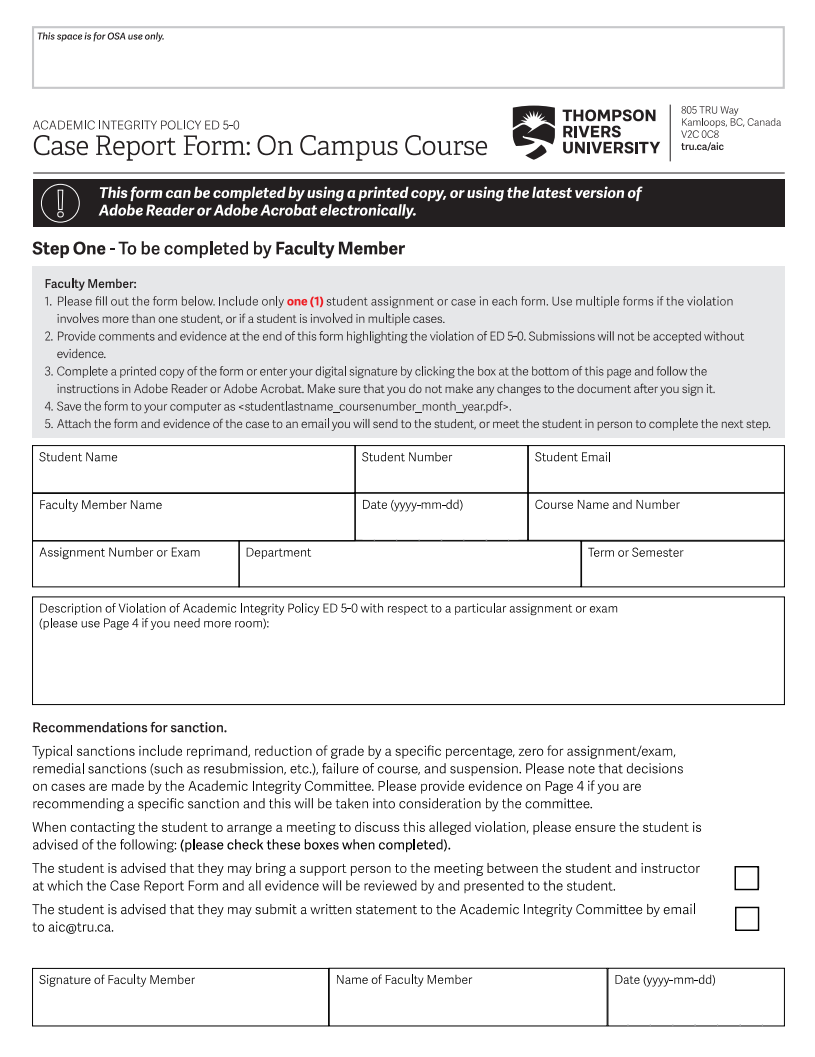 This space is for OSA use only.
ACADEMIC INTEGRITY POLICY ED 5-0
Case Report Form: On Campus Course
THOMPSON
RIVERS
UNIVERSITY
805 TRU Way
Kamloops, BC, Canada
V2C 0C8
tru.ca/aic
This form can be completed by using a printed copy, or using the latest version of
Adobe Reader or Adobe Acrobat electronically.
Step One - To be completed by Faculty Member
Faculty Member:
1. Please fill out the form below. Include only one (1) student assignment or case in each form. Use multiple forms if the violation
involves more than one student, or if a student is involved in multiple cases.
2. Provide comments and evidence at the end of this form highlighting the violation of ED 5-0. Submissions will not be accepted without
evidence.
3. Complete a printed copy of the form or enter your digital signature by clicking the box at the bottom of this page and follow the
instructions in Adobe Reader or Adobe Acrobat. Make sure that you do not make any changes to the document after you sign it.
4. Save the form to your computer as <studentlastname_coursenumber_month_year.pdf>.
5. Attach the form and evidence of the case to an email you will send to the student, or meet the student in person to complete the next step.
Student Name
Student Number
Student Email
Faculty Member Name
Date (yyyy-mm-dd)
Course Name and Number
Assignment Number or Exam
Department
Term or Semester
Description of Violation of Academic Integrity Policy ED 5-0 with respect to a particular assignment or exam
(please use Page 4 if you need more room):
Recommendations for sanction.
Typical sanctions include reprimand, reduction of grade by a specific percentage, zero for assignment/exam,
remedial sanctions (such as resubmission, etc.), failure of course, and suspension. Please note that decisions
on cases are made by the Academic Integrity Committee. Please provide evidence on Page 4 if you are
recommending a specific sanction and this will be taken into consideration by the committee.
When contacting the student to arrange a meeting to discuss this alleged violation, please ensure the student is
advised of the following: (please check these boxes when completed).
The student is advised that they may bring a support person to the meeting between the student and instructor
at which the Case Report Form and all evidence will be reviewed by and presented to the student.
The student is advised that they may submit a written statement to the Academic Integrity Committee by email
to aic@tru.ca.
Signature of Faculty Member
Name of Faculty Member
Date (yyyy-mm-dd)